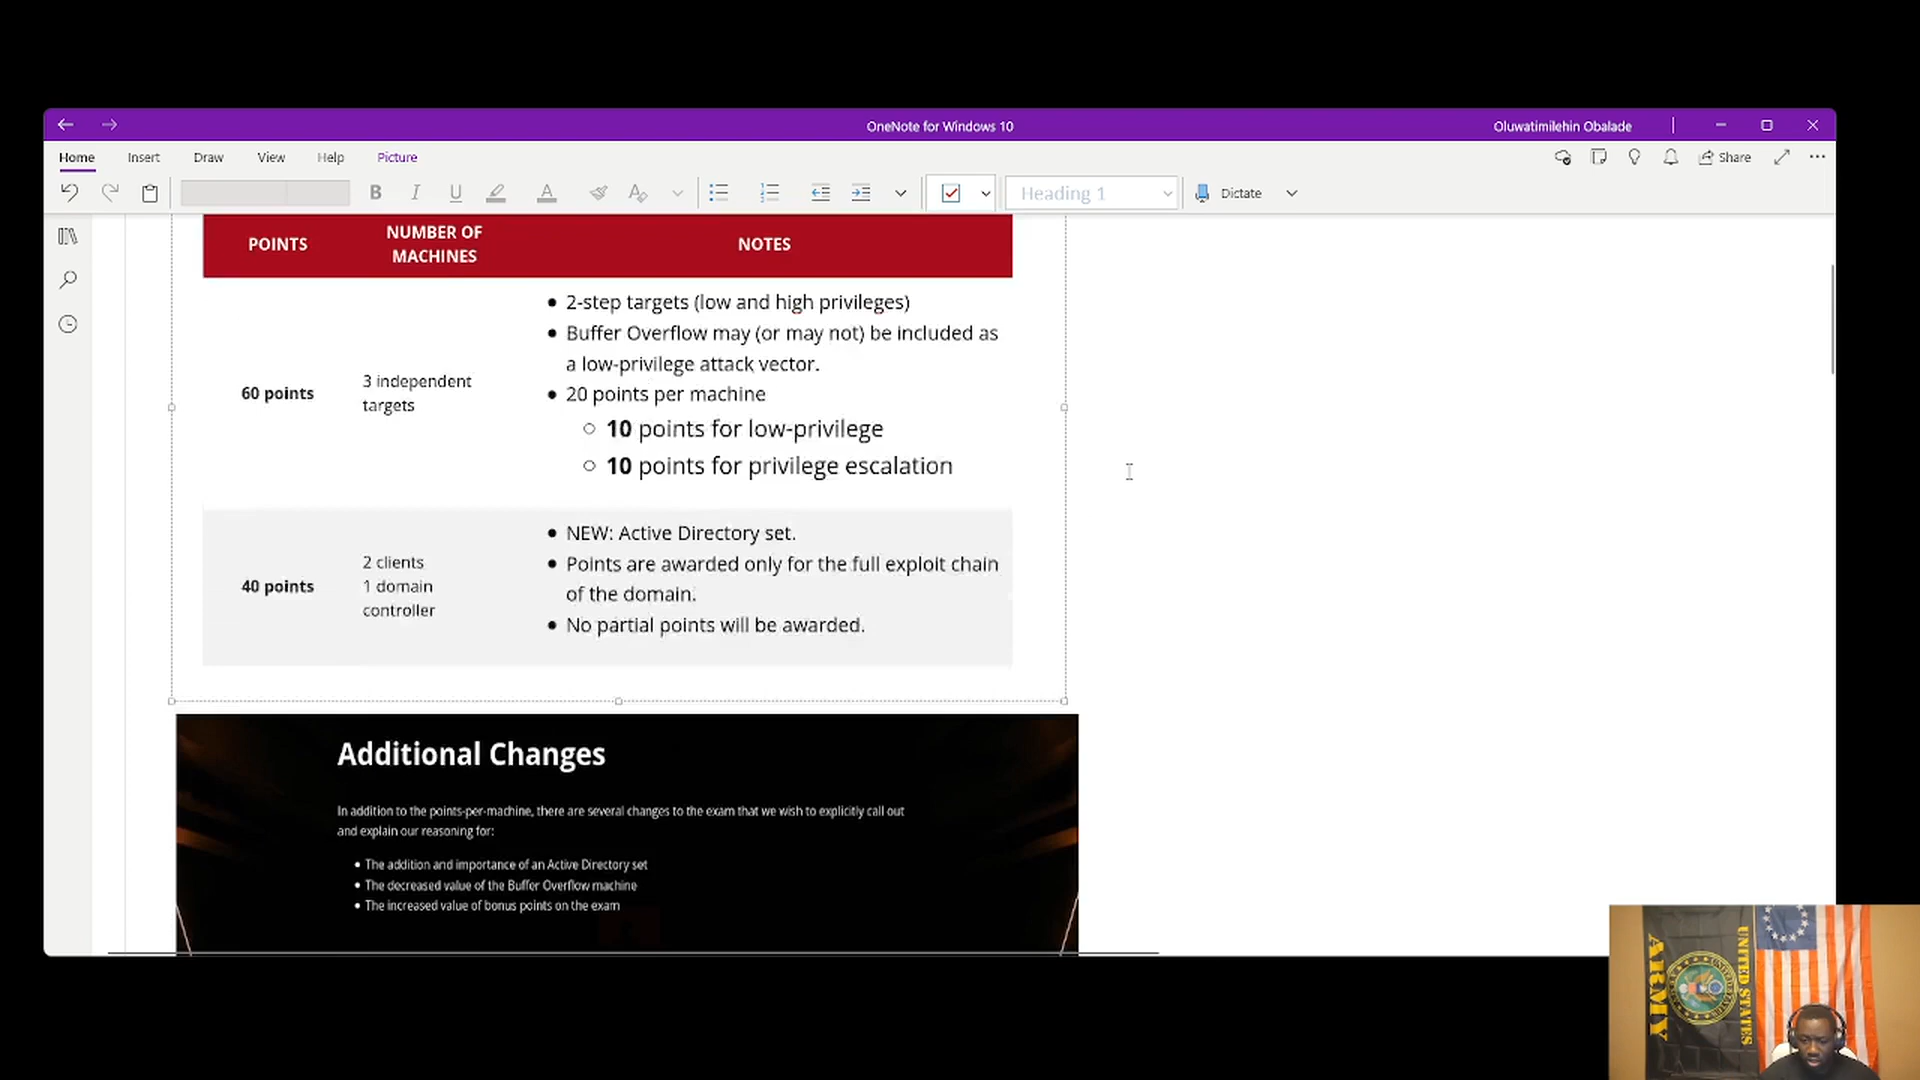 OneNote for Windows 10
Oluwatimilehin Obalade
Home Insert Draw View Help Picture
Share
B I U A
Heading 1
Dictate
POINTS
NUMBER OF
MACHINES
NOTES
60 points
3 independent
targets
• 2-step targets (low and high privileges)
• Buffer Overflow may (or may not) be included as
a low-privilege attack vector.
• 20 points per machine
○ 10 points for low-privilege
○ 10 points for privilege escalation
40 points
2 clients
1 domain
controller
• NEW: Active Directory set.
• Points are awarded only for the full exploit chain
of the domain.
• No partial points will be awarded.
Additional Changes
In addition to the points-per-machine, there are several changes to the exam that we wish to explicitly call out
and explain our reasoning for:
• The addition and importance of an Active Directory set
• The decreased value of the Buffer Overflow machine
• The increased value of bonus points on the exam
ARMY
UNITED STATES